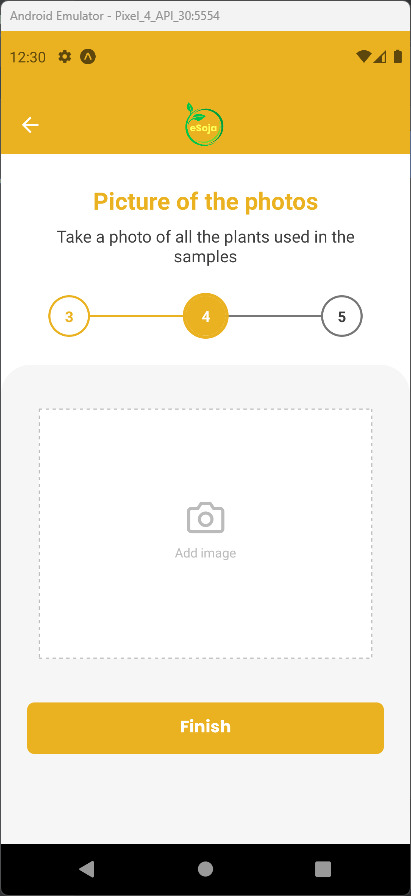 Android Emulator - Pixel_4_API_30:5554
12:30
eSoja
Picture of the photos
Take a photo of all the plants used in the
samples
3 4 5
Add image
Finish